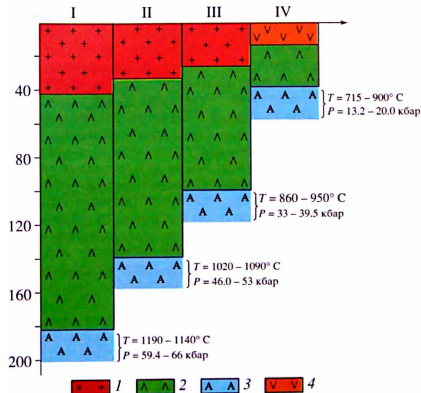 I II III IV
40
80
120
160
200
T = 715 – 900° C
P = 13.2 – 20.0 кбар
T = 860 – 950° C
P = 33 – 39.5 кбар
T = 1020 – 1090° C
P = 46.0 – 53 кбар
T = 1190 – 1140° C
P = 59.4 – 66 кбар
1 2 3 4